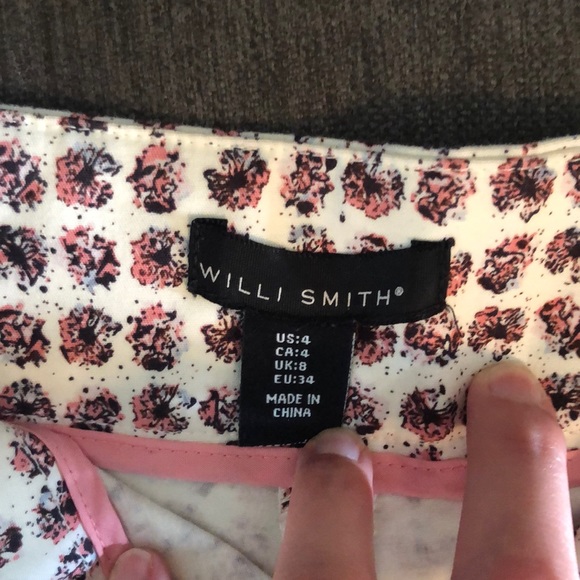 WILLI SMITH®
US:4
CA:4
UK:8
EU:34
MADE IN
CHINA